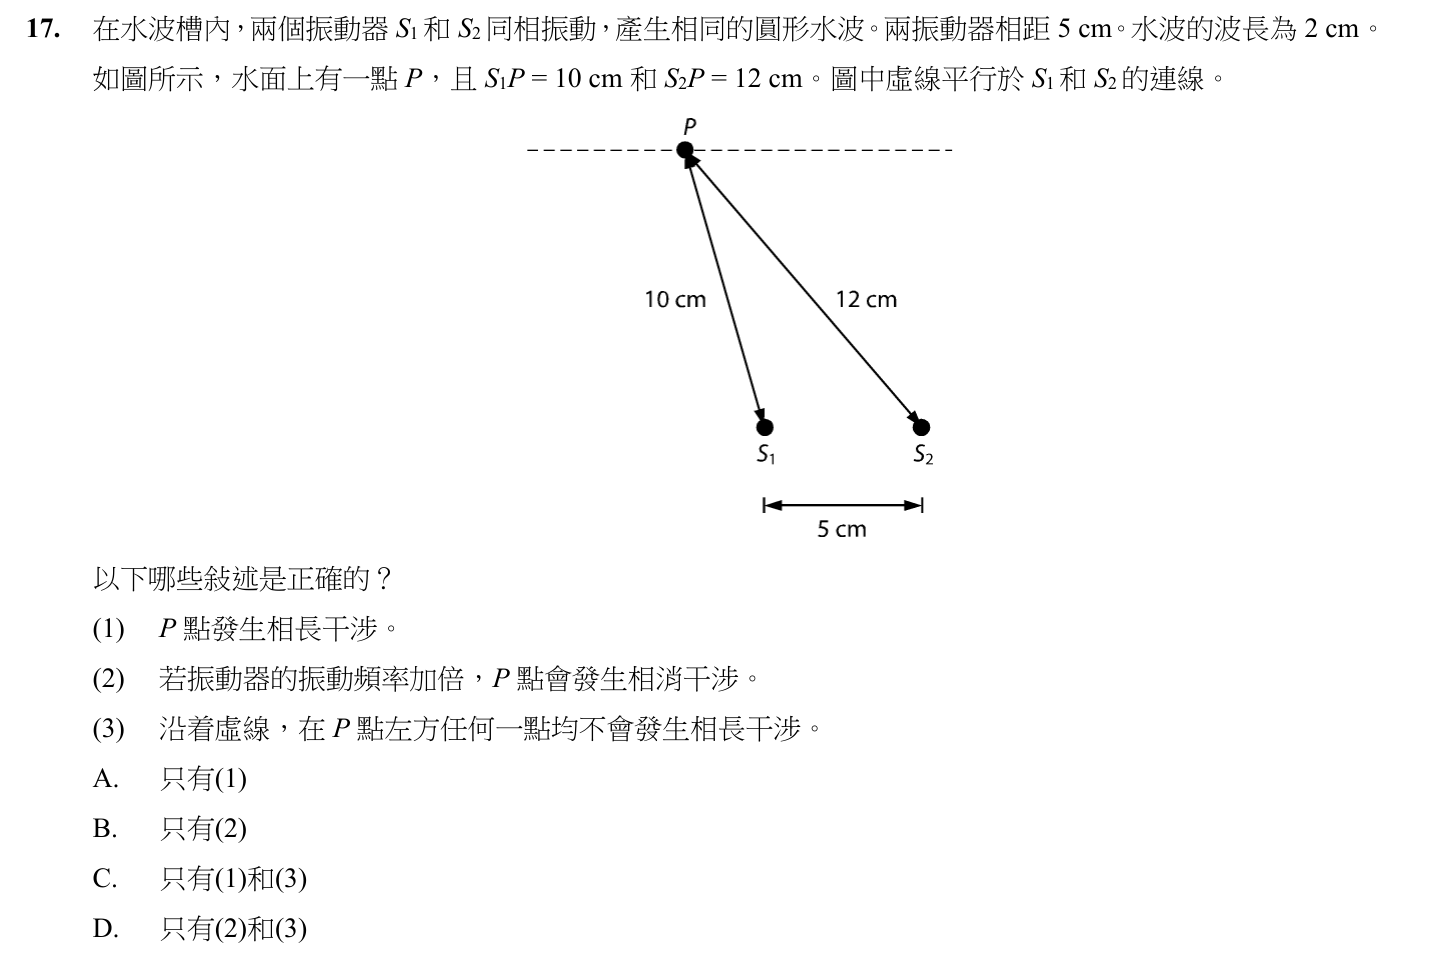 17. 在水波槽內，兩個振動器 S1 和 S2 同相振動，產生相同的圓形水波。兩振動器相距 5 cm。水波的波長為 2 cm。
如圖所示，水面上有一點 P，且 S1P = 10 cm 和 S2P = 12 cm。圖中虛線平行於 S1 和 S2 的連線。
P
10 cm 12 cm
S1 S2
5 cm
以下哪些敍述是正確的？
(1) P 點發生相長干涉。
(2) 若振動器的振動頻率加倍，P 點會發生相消干涉。
(3) 沿着虛線，在 P 點左方任何一點均不會發生相長干涉。
A. 只有(1)
B. 只有(2)
C. 只有(1)和(3)
D. 只有(2)和(3)